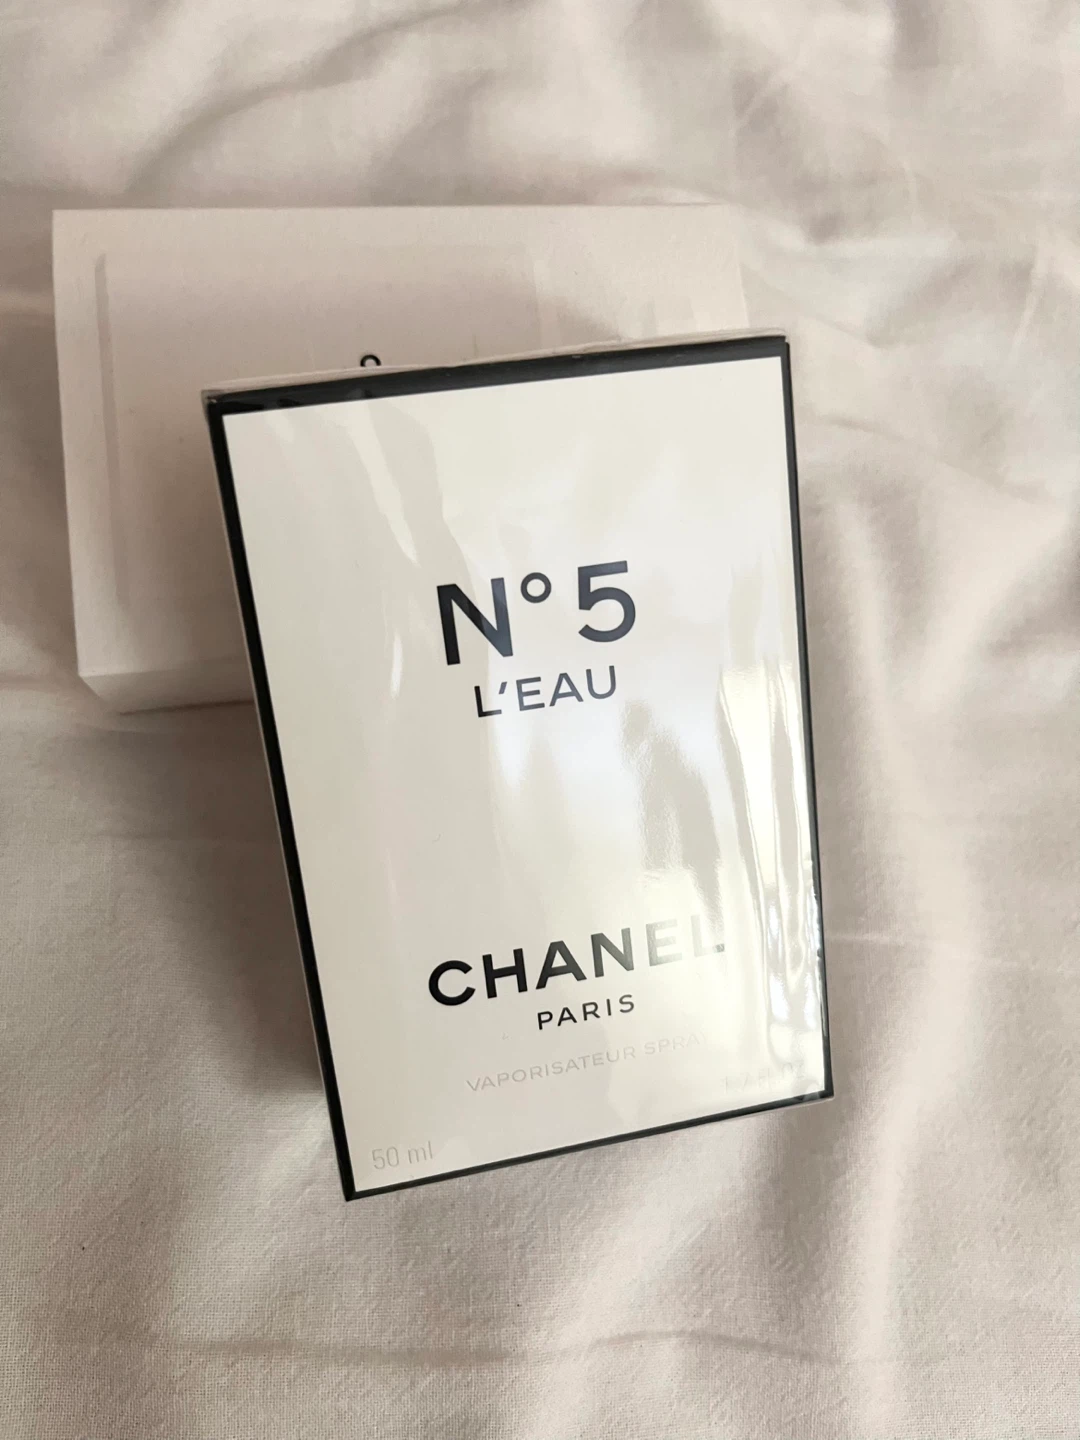 N° 5
L'EAU
CHANEL
PARIS
VAPORISATEUR SPRAY
50 ml